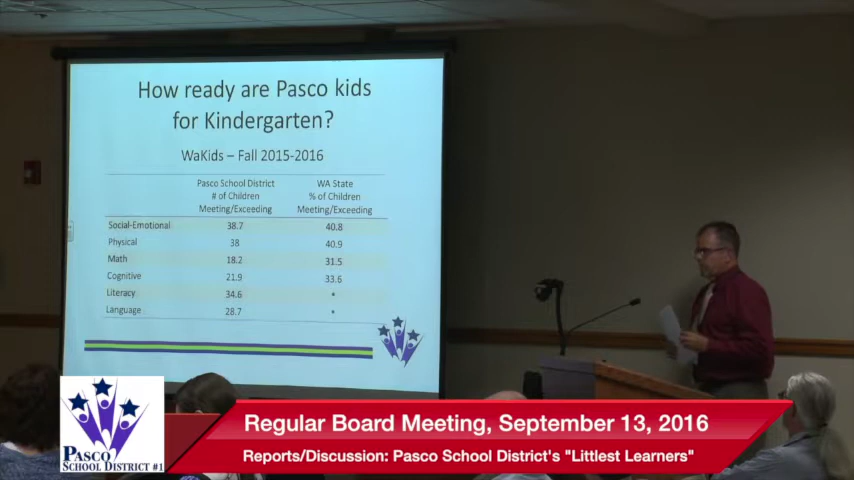 How ready are Pasco kids
for Kindergarten?
WaKids – Fall 2015-2016
Pasco School District
# of Children
Meeting/Exceeding
WA State
% of Children
Meeting/Exceeding
Social-Emotional 38.7 40.8
Physical 38 40.9
Math 18.2 31.5
Cognitive 21.9 33.6
Literacy 34.6 *
Language 28.7 *
PASCO
SCHOOL DISTRICT #1
Regular Board Meeting, September 13, 2016
Reports/Discussion: Pasco School District's "Littlest Learners"